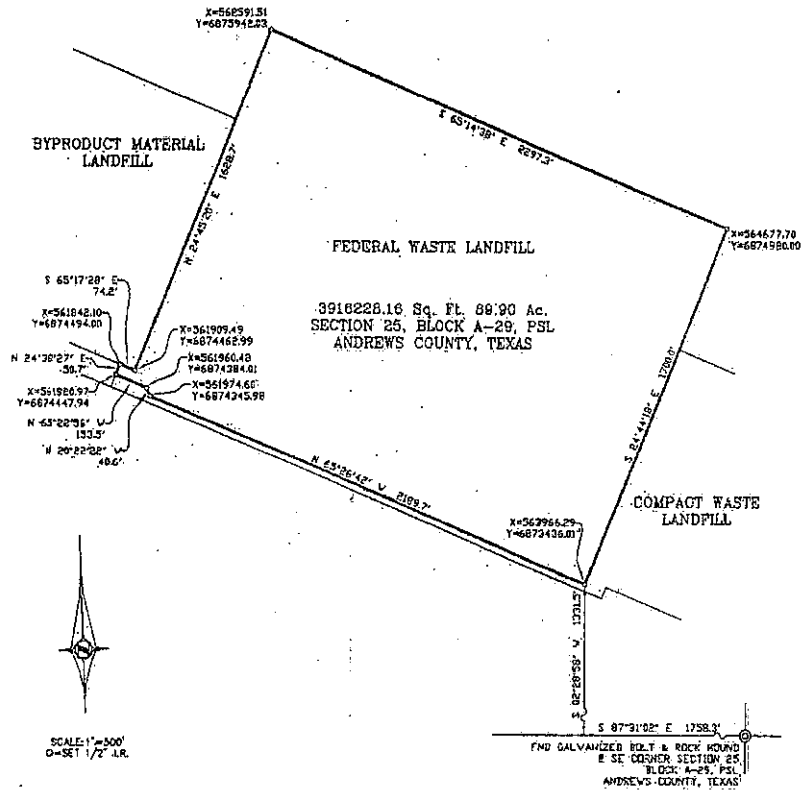 X=562591.51
Y=6875942.23
S 65°14'38" E 2297.3'
BYPRODUCT MATERIAL
LANDFILL
N 24°45'20" E 1628.7'
X=564677.70
Y=6874980.00
FEDERAL WASTE LANDFILL
3916228.16 Sq. Ft. 89.90 Ac.
SECTION 25, BLOCK A-29, PSL
ANDREWS COUNTY, TEXAS
S 65°17'28" E
74.2'
X=561842.10
Y=6874494.00
X=561909.49
Y=6874462.99
N 24°38'27" E
50.7'
X=561960.43
Y=6874384.01
X=561820.97
Y=6874447.94
X=561974.60
Y=6874345.98
N 65°22'56" W
153.5'
N 20°22'22" W
40.6'
S 24°44'18" E 1700.0'
N 65°26'42" W 2189.7'
COMPACT WASTE
LANDFILL
X=563966.29
Y=6873436.01
S 02°28'58" W 1331.5'
SCALE:1"=500'
O=SET 1/2" I.R.
S 87°31'02" E 1758.3'
FND GALVANIZED BOLT & ROCK MOUND
@ SE CORNER SECTION 25,
BLOCK A-29, PSL
ANDREWS COUNTY, TEXAS